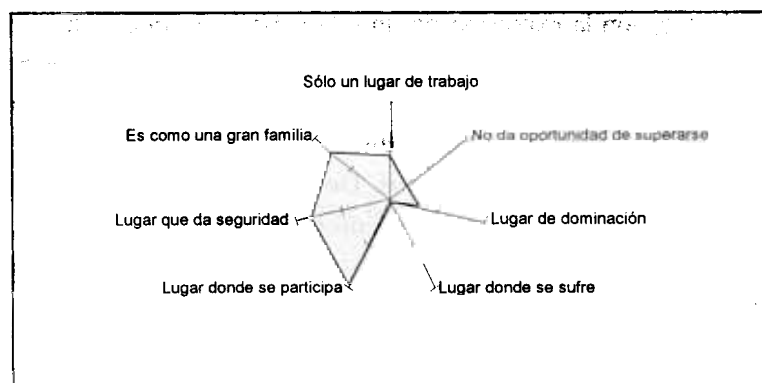 Sólo un lugar de trabajo
Es como una gran familia
No da oportunidad de superarse
Lugar que da seguridad
Lugar de dominación
Lugar donde se participa
Lugar donde se sufre